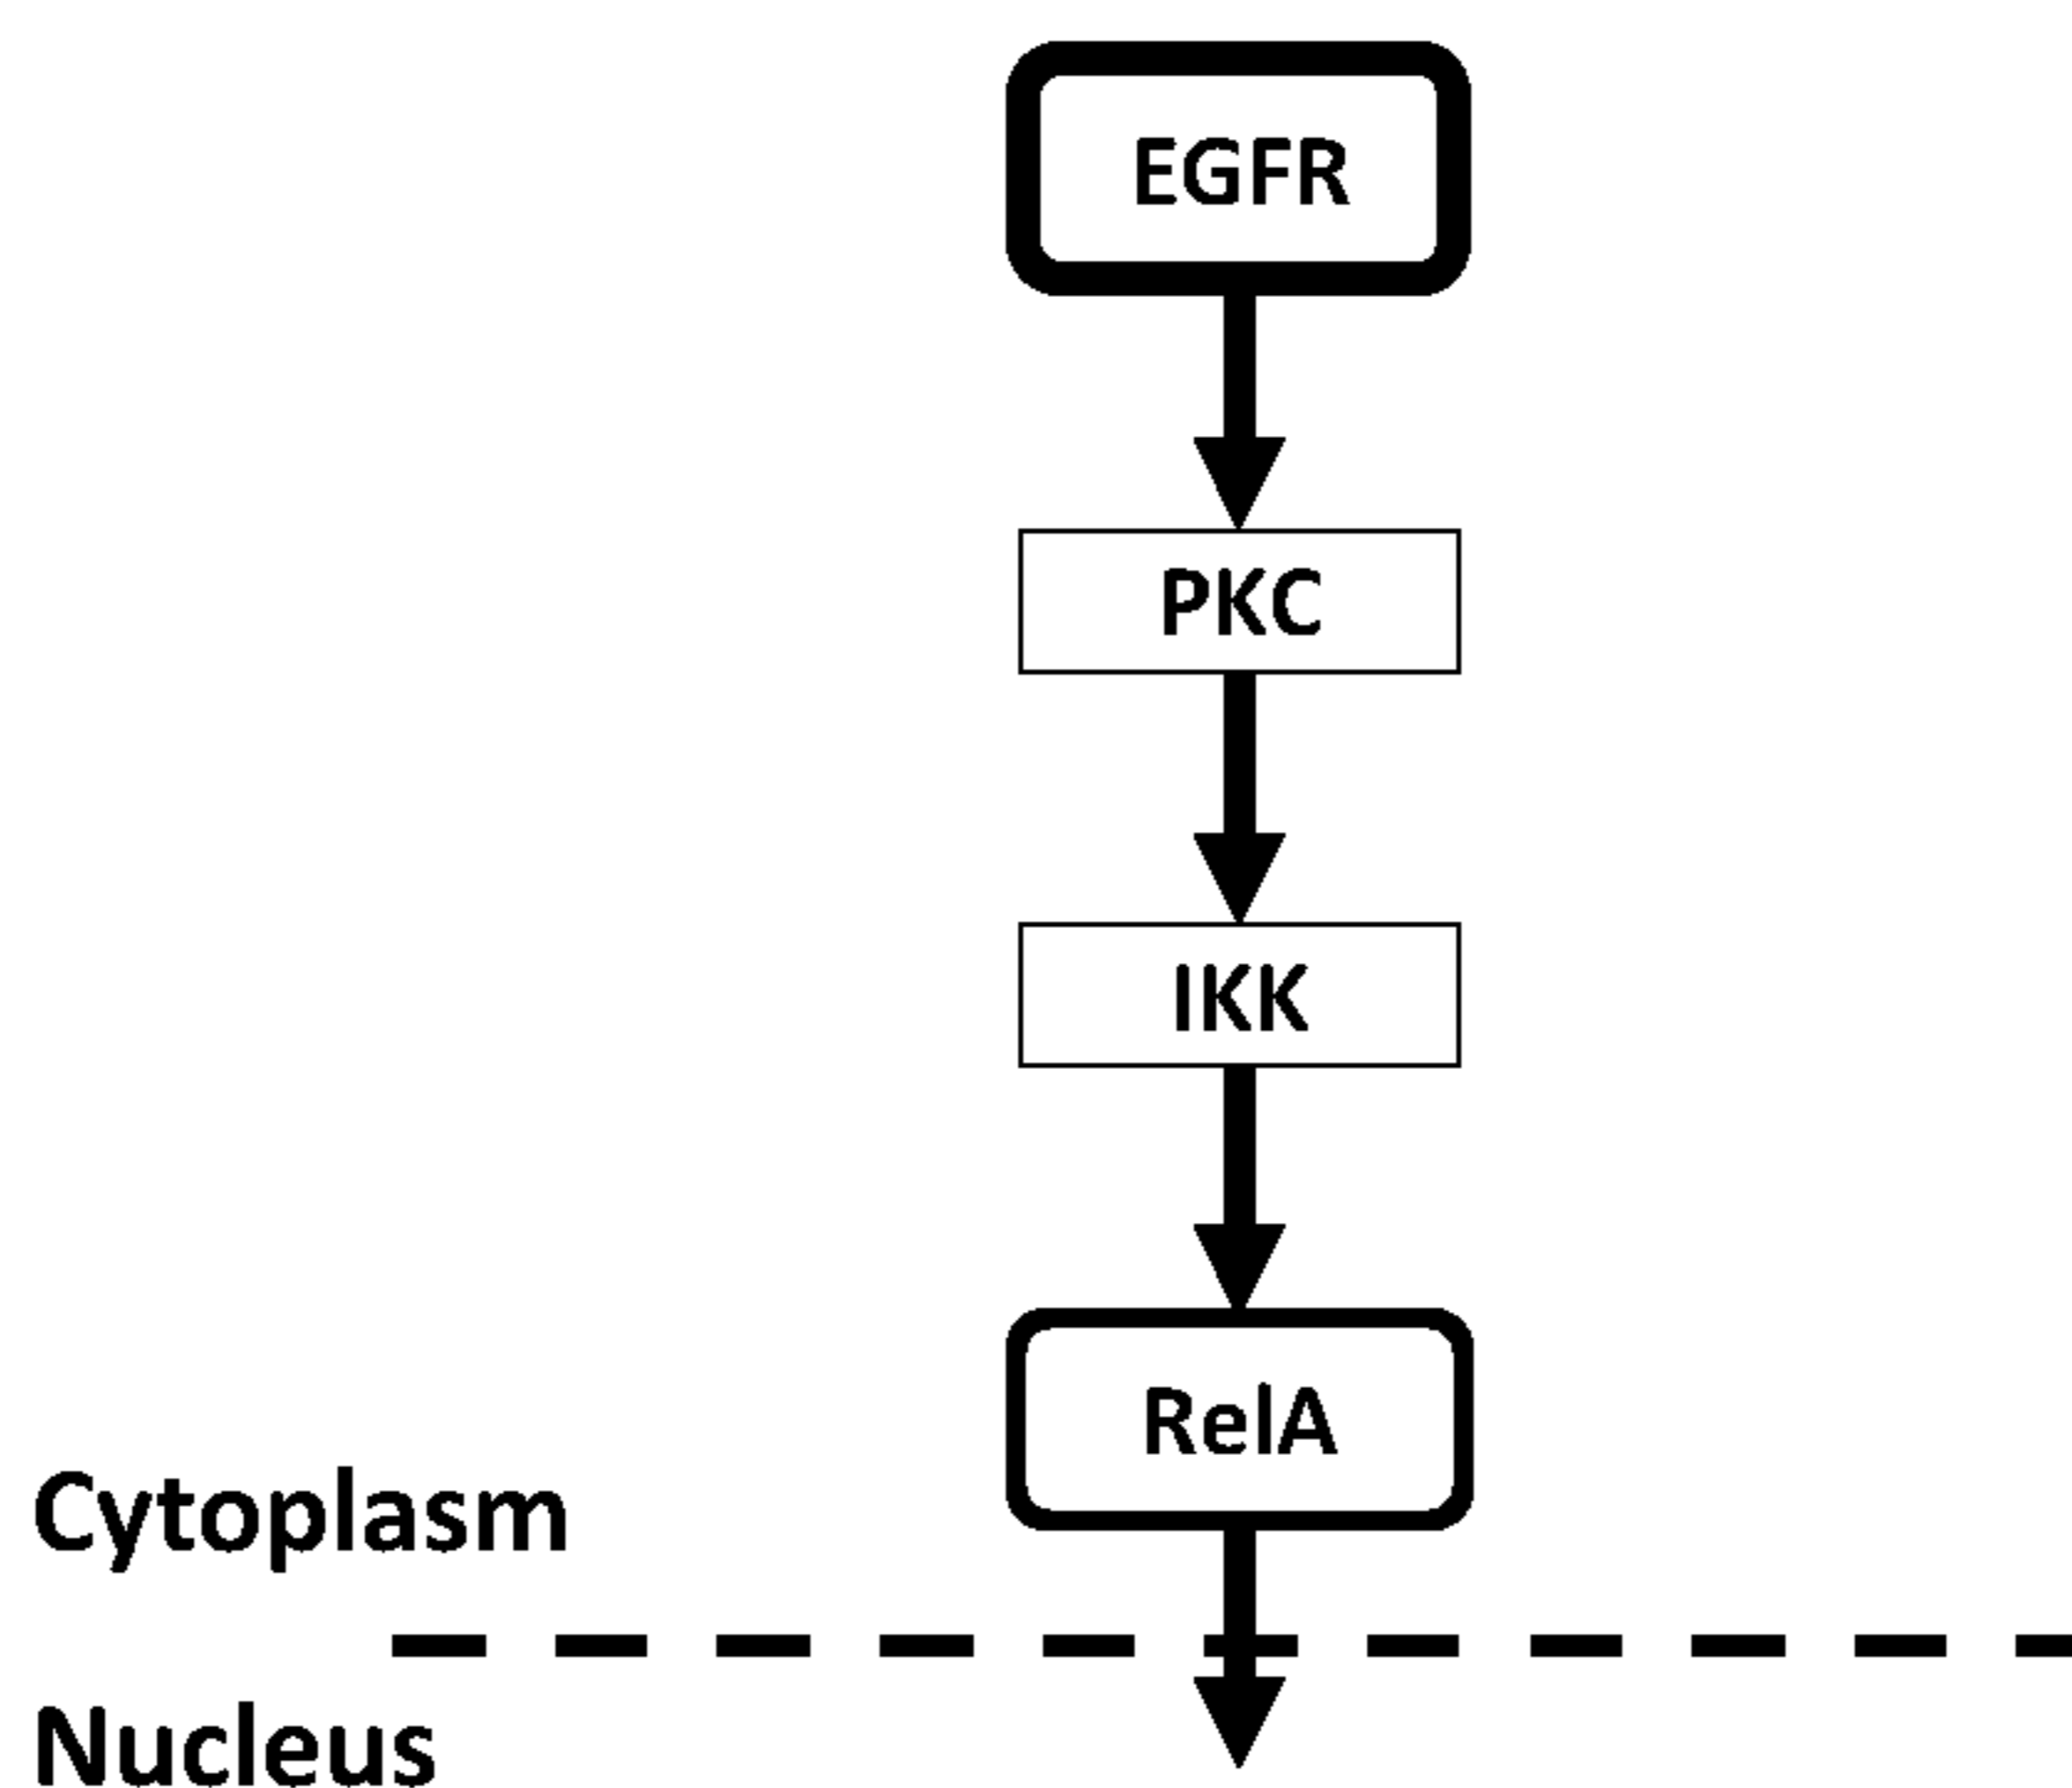 EGFR
PKC
IKK
RelA
Cytoplasm
Nucleus